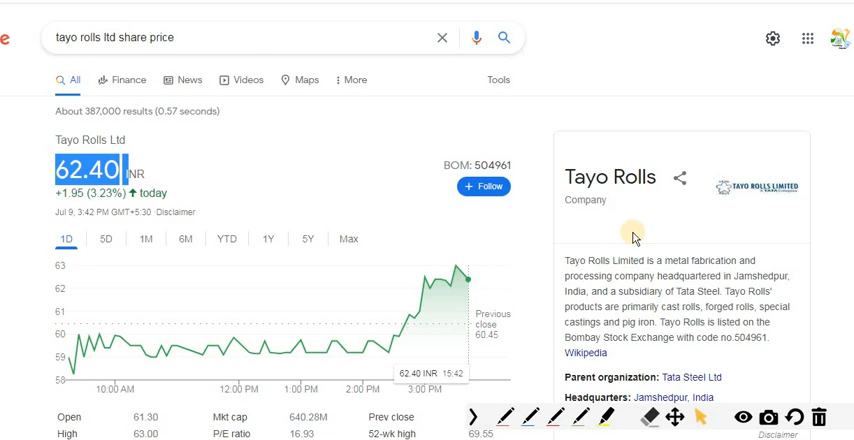 e
tayo rolls ltd share price
All Finance News Videos Maps More Tools
About 387,000 results (0.57 seconds)
Tayo Rolls Ltd
62.40 INR
+1.95 (3.23%) today
Jul 9, 3:42 PM GMT+5:30 · Disclaimer
BOM: 504961
+ Follow
1D 5D 1M 6M YTD 1Y 5Y Max
63
62
61
60
59
58
Previous
close
60.45
62.40 INR 15:42
10:00 AM 12:00 PM 1:00 PM 2:00 PM 3:00 PM
Open 61.30 Mkt cap 640.28M Prev close
High 63.00 P/E ratio 16.93 52-wk high 69.55
Tayo Rolls
Company
TAYO ROLLS LIMITED
Tayo Rolls Limited is a metal fabrication and
processing company headquartered in Jamshedpur,
India, and a subsidiary of Tata Steel. Tayo Rolls'
products are primarily cast rolls, forged rolls, special
castings and pig iron. Tayo Rolls is listed on the
Bombay Stock Exchange with code no.504961.
Wikipedia
Parent organization: Tata Steel Ltd
Headquarters: Jamshedpur, India
Disclaimer